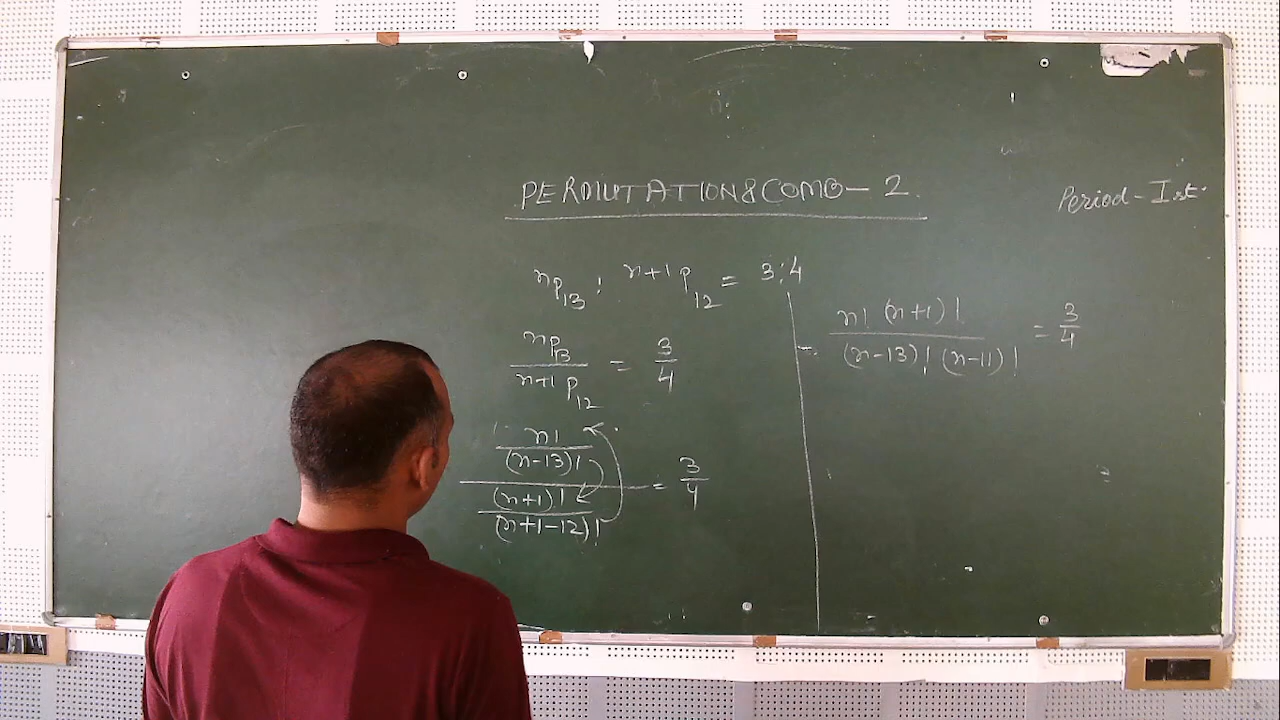 PERMUTATION&COMB-2
Period-Ist
np13 : n+1p12 = 3:4
np13/n+1p12 = 3/4
(n!/(n-13)!)/((n+1)!/(n+1-12)!) = 3/4
= n! (n+1)!/(n-13)! (n-11)! = 3/4